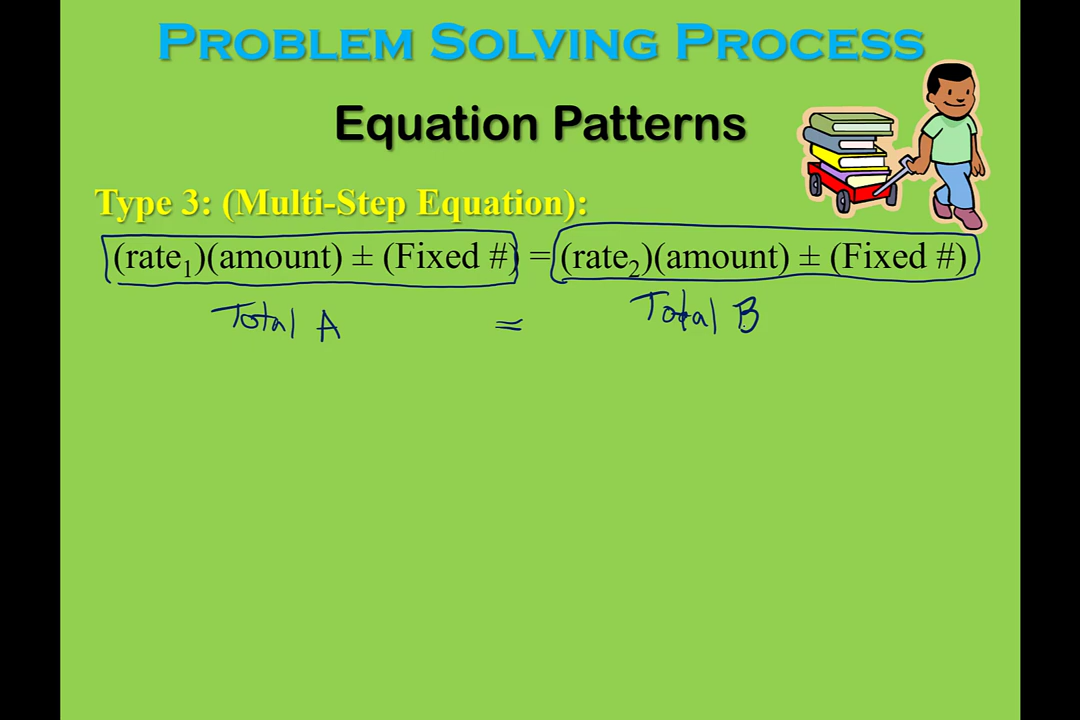 PROBLEM SOLVING PROCESS
Equation Patterns
Type 3: (Multi-Step Equation):
(rate₁)(amount) ± (Fixed #) = (rate₂)(amount) ± (Fixed #)
Total A = Total B